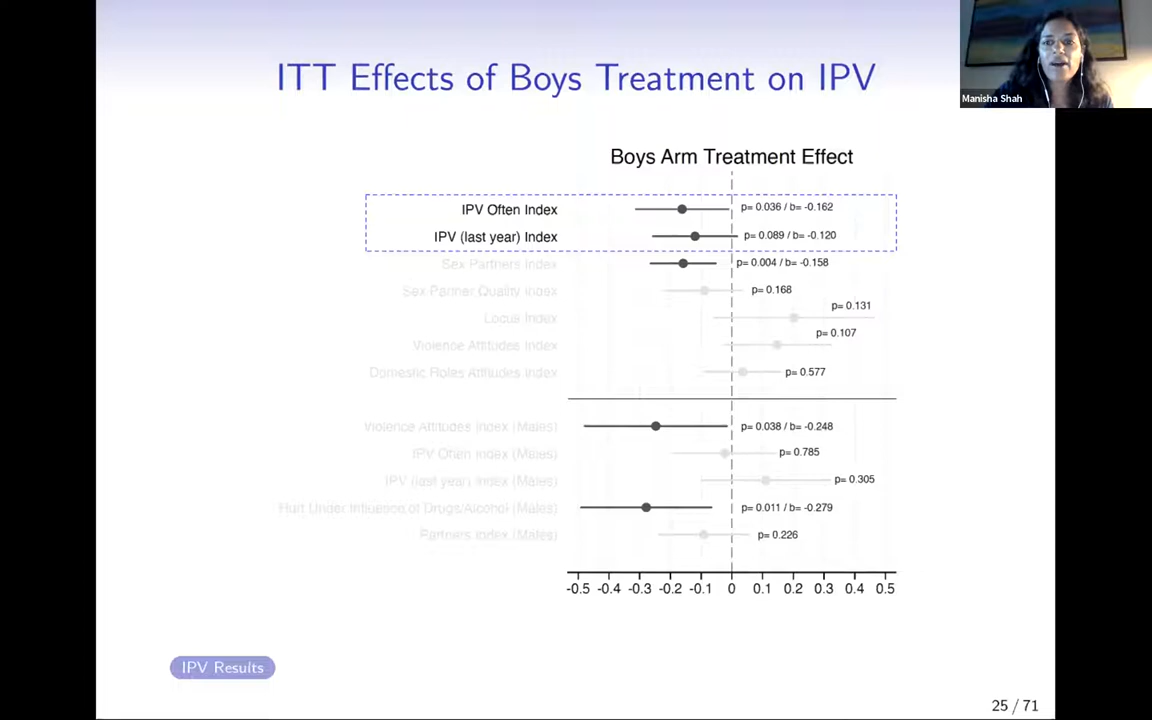 ITT Effects of Boys Treatment on IPV
Manisha Shah
Boys Arm Treatment Effect
IPV Often Index p= 0.036 / b= -0.162
IPV (last year) Index p= 0.089 / b= -0.120
Sex Partners Index p= 0.004 / b= -0.158
Sex Partner Quality Index p= 0.168
Locus Index p= 0.131
Violence Attitudes Index p= 0.107
Domestic Roles Attitudes Index p= 0.577
Violence Attitudes Index (Males) p= 0.038 / b= -0.248
IPV Often Index (Males) p= 0.785
IPV (last year) Index (Males) p= 0.305
Hurt Under Influence of Drugs/Alcohol (Males) p= 0.011 / b= -0.279
Partners Index (Males) p= 0.226
-0.5 -0.4 -0.3 -0.2 -0.1 0 0.1 0.2 0.3 0.4 0.5
IPV Results
25 / 71